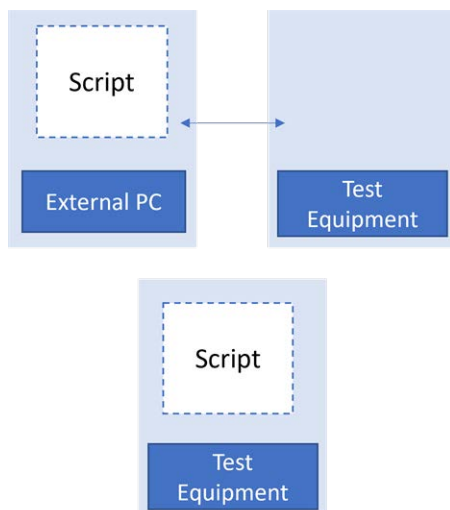 Script
External PC
Test
Equipment
Script
Test
Equipment